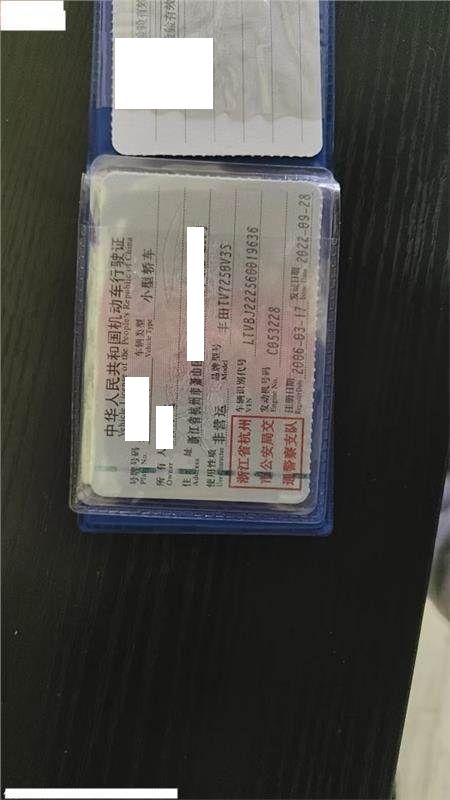 中华人民共和国机动车行驶证
Vehicle License of the People's Republic of China
号牌号码
Plate No.
车辆类型 小型轿车
Vehicle Type
所有人
Owner
住址 浙江省杭州市萧山区
Address
使用性质 非营运
Use Character
品牌型号 丰田TV7250V3S
Model
浙江省杭州
市公安局交
通警察支队
车辆识别代号 LTVBJ222560019636
VIN
发动机号码 C053228
Engine No.
注册日期 2006-03-17
Register Date
发证日期 2022-09-28
Issue Date